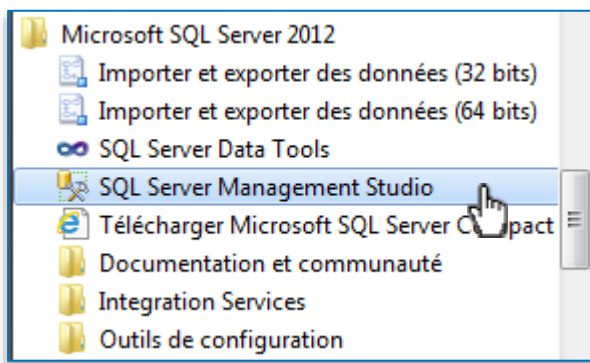 Microsoft SQL Server 2012
Importer et exporter des données (32 bits)
Importer et exporter des données (64 bits)
SQL Server Data Tools
SQL Server Management Studio
Télécharger Microsoft SQL Server Compact
Documentation et communauté
Integration Services
Outils de configuration